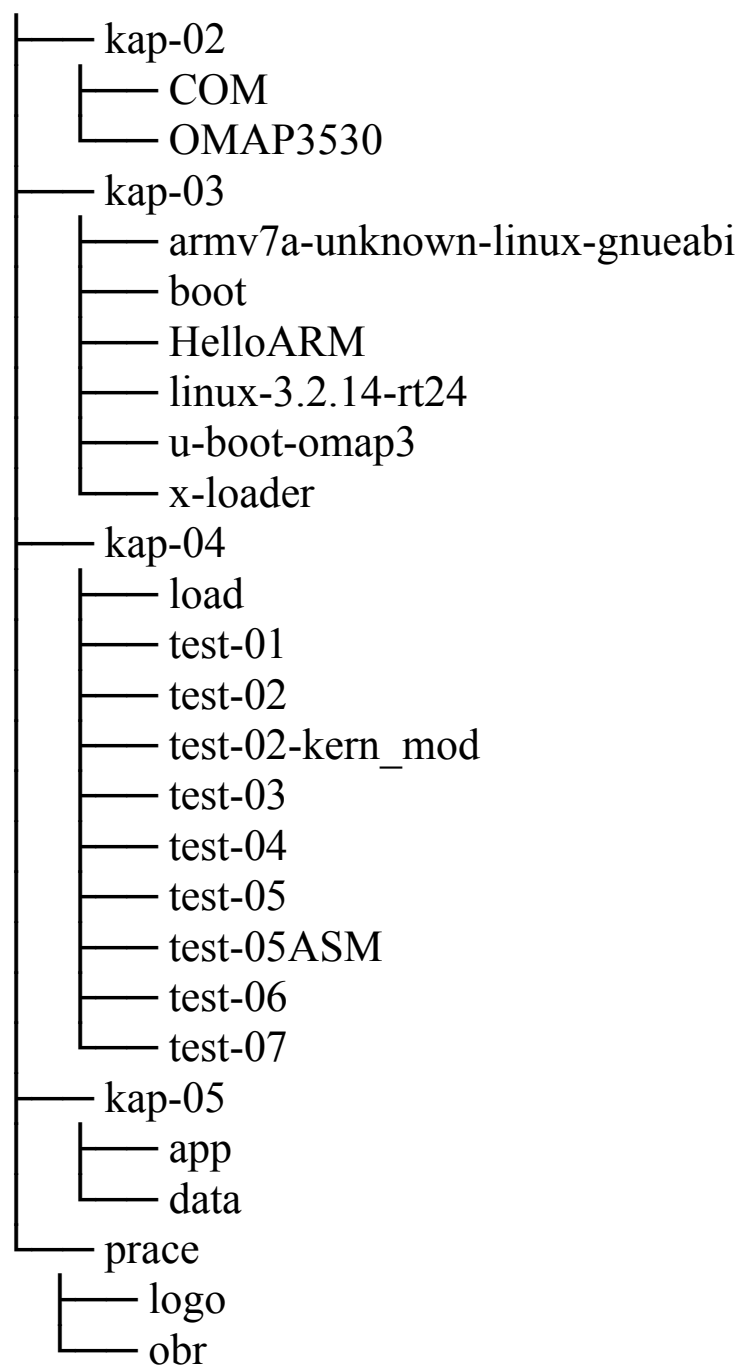 kap-02
COM
OMAP3530
kap-03
armv7a-unknown-linux-gnueabi
boot
HelloARM
linux-3.2.14-rt24
u-boot-omap3
x-loader
kap-04
load
test-01
test-02
test-02-kern_mod
test-03
test-04
test-05
test-05ASM
test-06
test-07
kap-05
app
data
prace
logo
obr